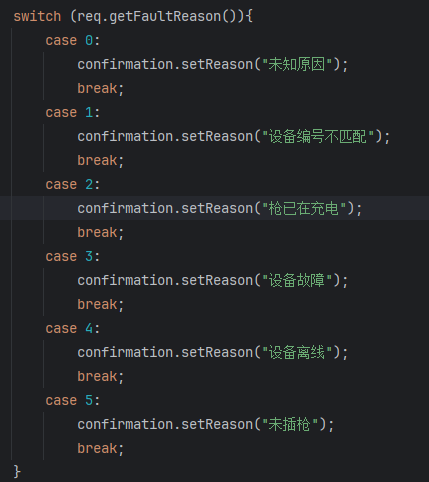 switch (req.getFaultReason()){
case 0:
confirmation.setReason("未知原因");
break;
case 1:
confirmation.setReason("设备编号不匹配");
break;
case 2:
confirmation.setReason("枪已在充电");
break;
case 3:
confirmation.setReason("设备故障");
break;
case 4:
confirmation.setReason("设备离线");
break;
case 5:
confirmation.setReason("未插枪");
break;
}